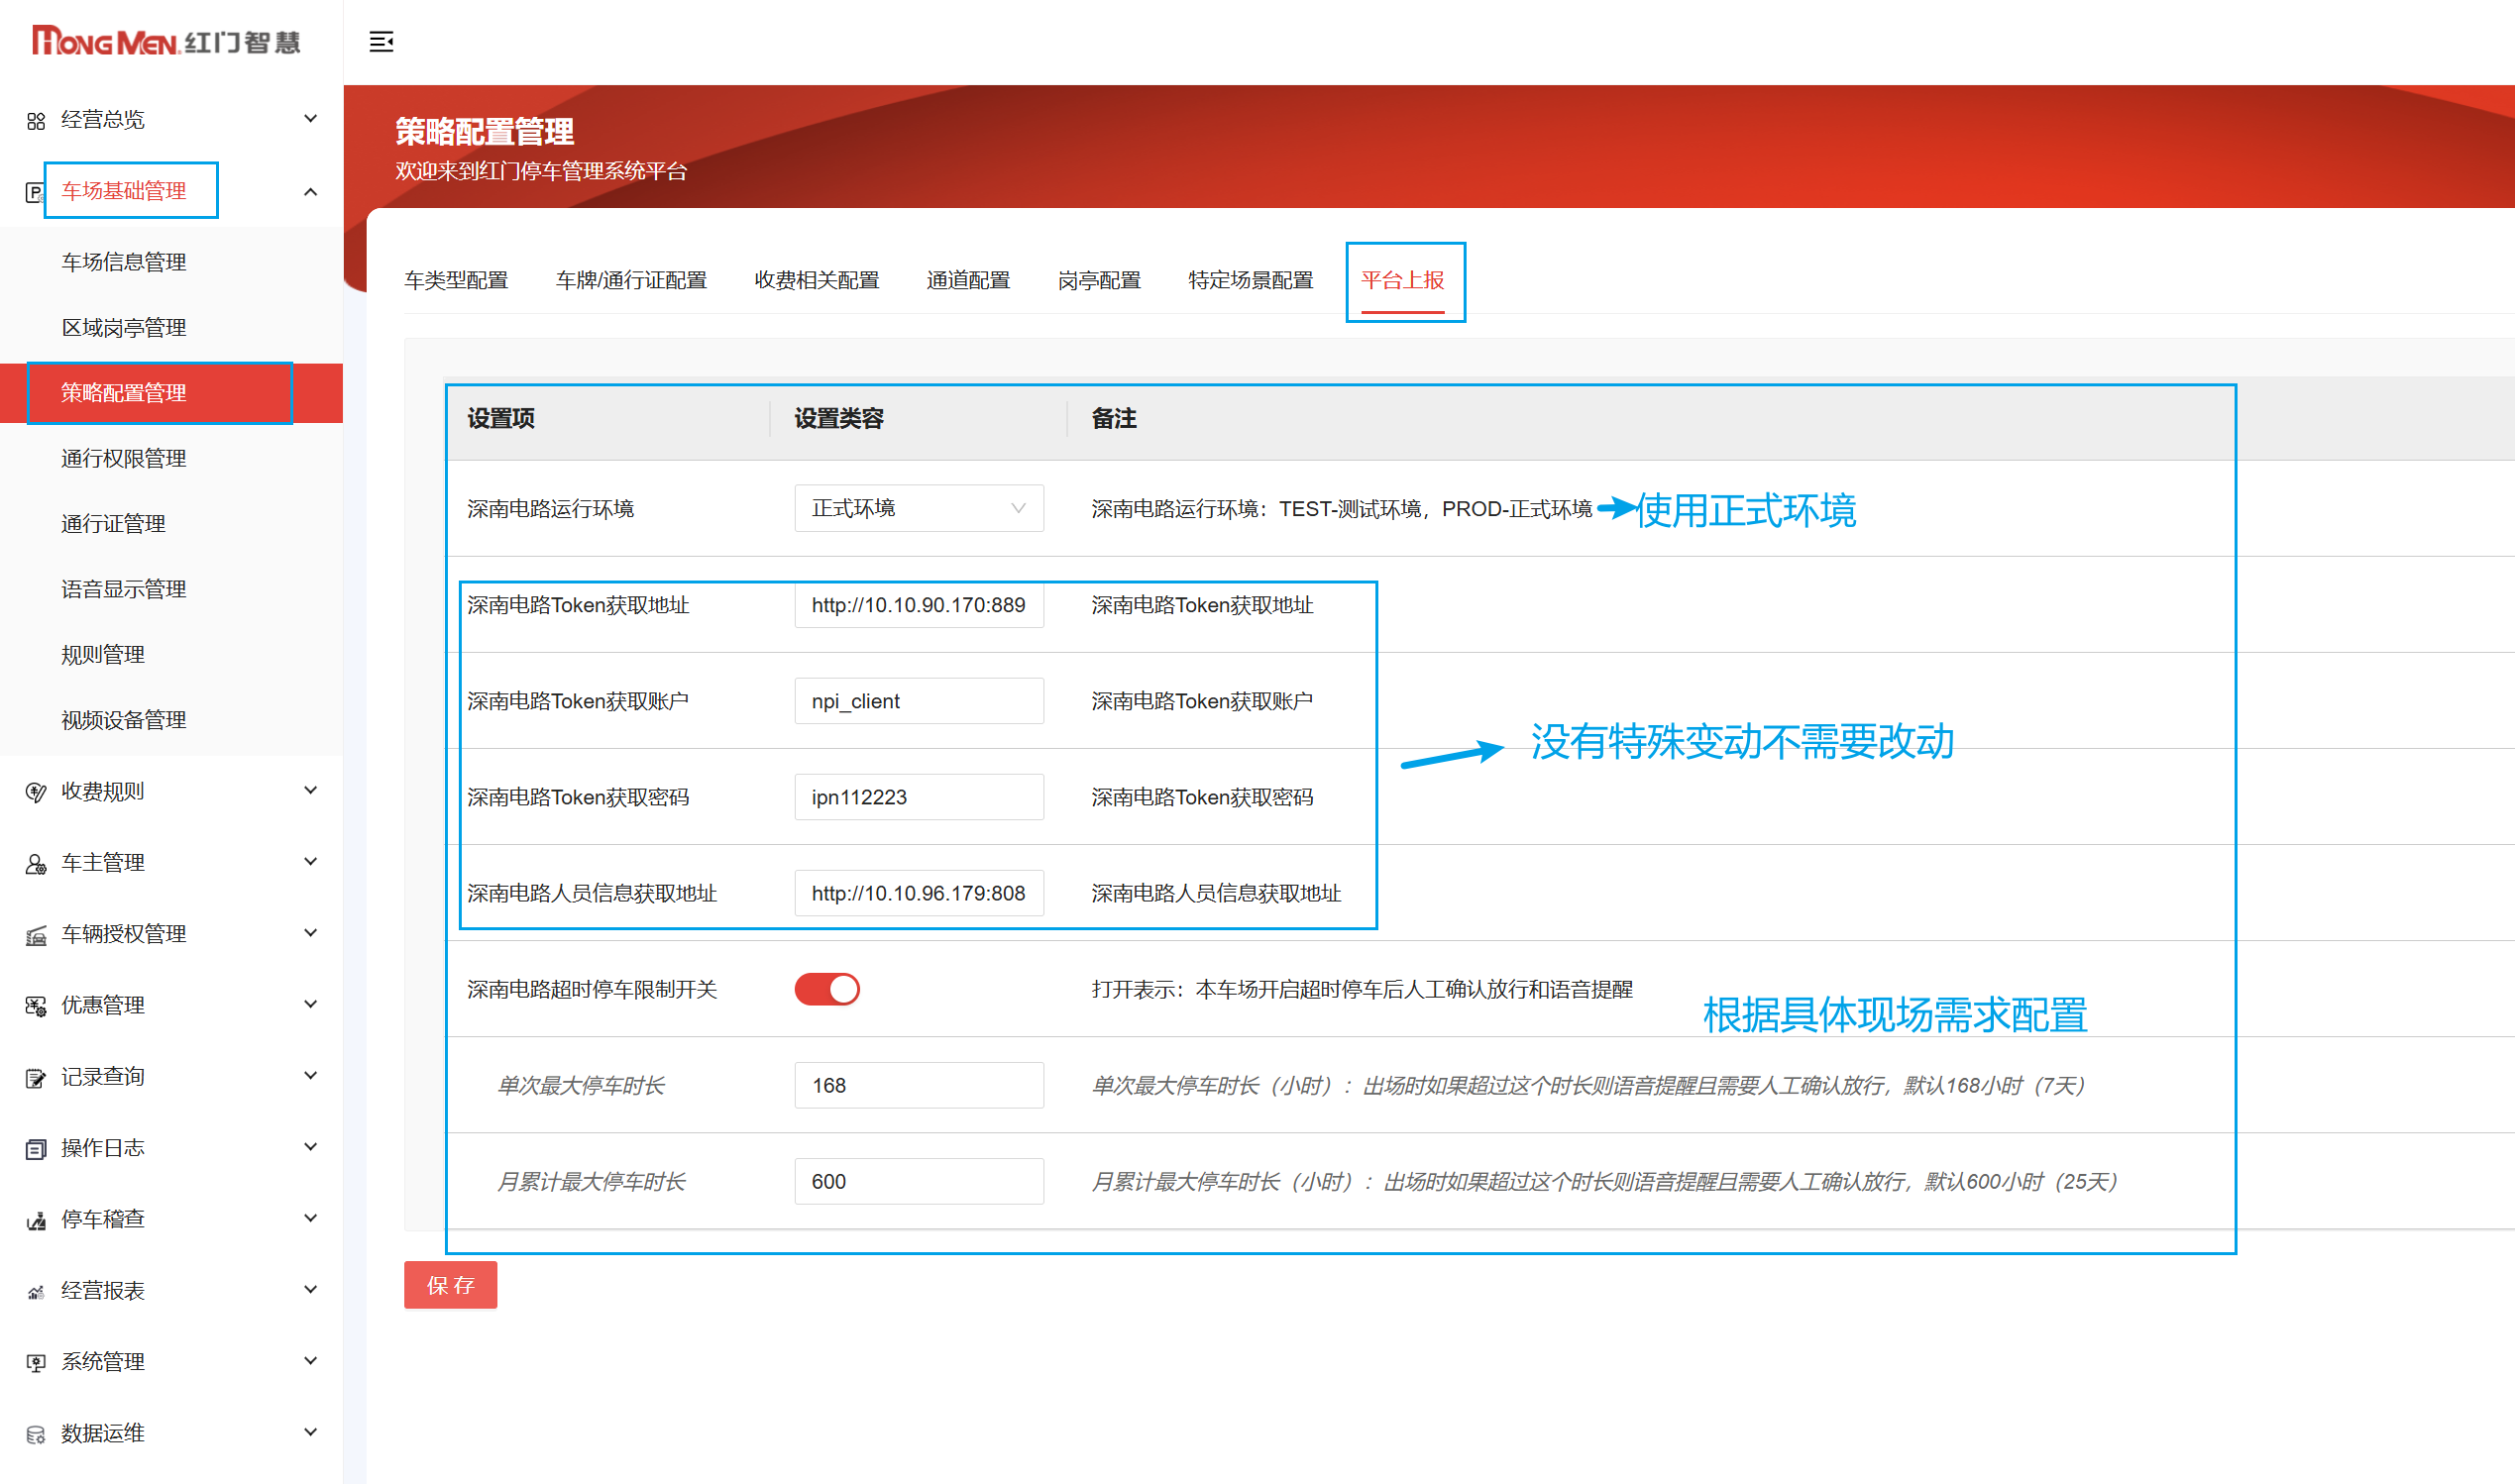 HONGMEN.红门智慧
经营总览
车场基础管理
车场信息管理
区域岗亭管理
策略配置管理
通行权限管理
通行证管理
语音显示管理
规则管理
视频设备管理
收费规则
车主管理
车辆授权管理
优惠管理
记录查询
操作日志
停车稽查
经营报表
系统管理
数据运维
策略配置管理
欢迎来到红门停车管理系统平台
车类型配置 车牌/通行证配置 收费相关配置 通道配置 岗亭配置 特定场景配置 平台上报
设置项 设置类容 备注
深南电路运行环境 正式环境 深南电路运行环境：TEST-测试环境，PROD-正式环境 使用正式环境
深南电路Token获取地址 http://10.10.90.170:889 深南电路Token获取地址
深南电路Token获取账户 npi_client 深南电路Token获取账户
没有特殊变动不需要改动
深南电路Token获取密码 ipn112223 深南电路Token获取密码
深南电路人员信息获取地址 http://10.10.96.179:808 深南电路人员信息获取地址
深南电路超时停车限制开关 打开表示：本车场开启超时停车后人工确认放行和语音提醒
根据具体现场需求配置
单次最大停车时长 168 单次最大停车时长（小时）：出场时如果超过这个时长则语音提醒且需要人工确认放行，默认168小时（7天）
月累计最大停车时长 600 月累计最大停车时长（小时）：出场时如果超过这个时长则语音提醒且需要人工确认放行，默认600小时（25天）
保存